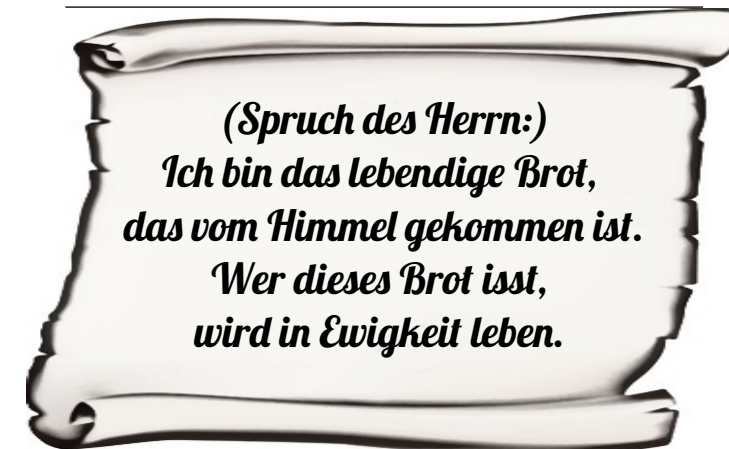 (Spruch des Herrn:)
Ich bin das lebendige Brot,
das vom Himmel gekommen ist.
Wer dieses Brot isst,
wird in Ewigkeit leben.